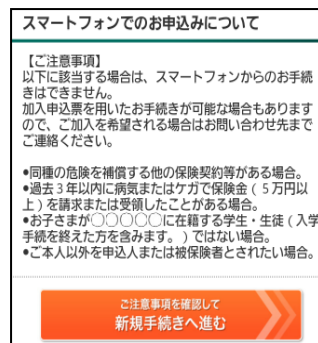 スマートフォンでのお申込みについて
【ご注意事項】
以下に該当する場合は、スマートフォンからのお手続
きはできません。
加入申込票を用いたお手続きが可能な場合もあります
ので、ご加入を希望される場合はお問い合わせ先まで
ご連絡ください。
●同種の危険を補償する他の保険契約等がある場合。
●過去3年以内に病気またはケガで保険金(5万円以
上)を請求または受領したことがある場合。
●お子さまが〇〇〇〇〇に在籍する学生・生徒(入学
手続を終えた方を含みます。)ではない場合。
●ご本人以外を申込人または被保険者とされたい場合。
ご注意事項を確認して
新規手続きへ進む